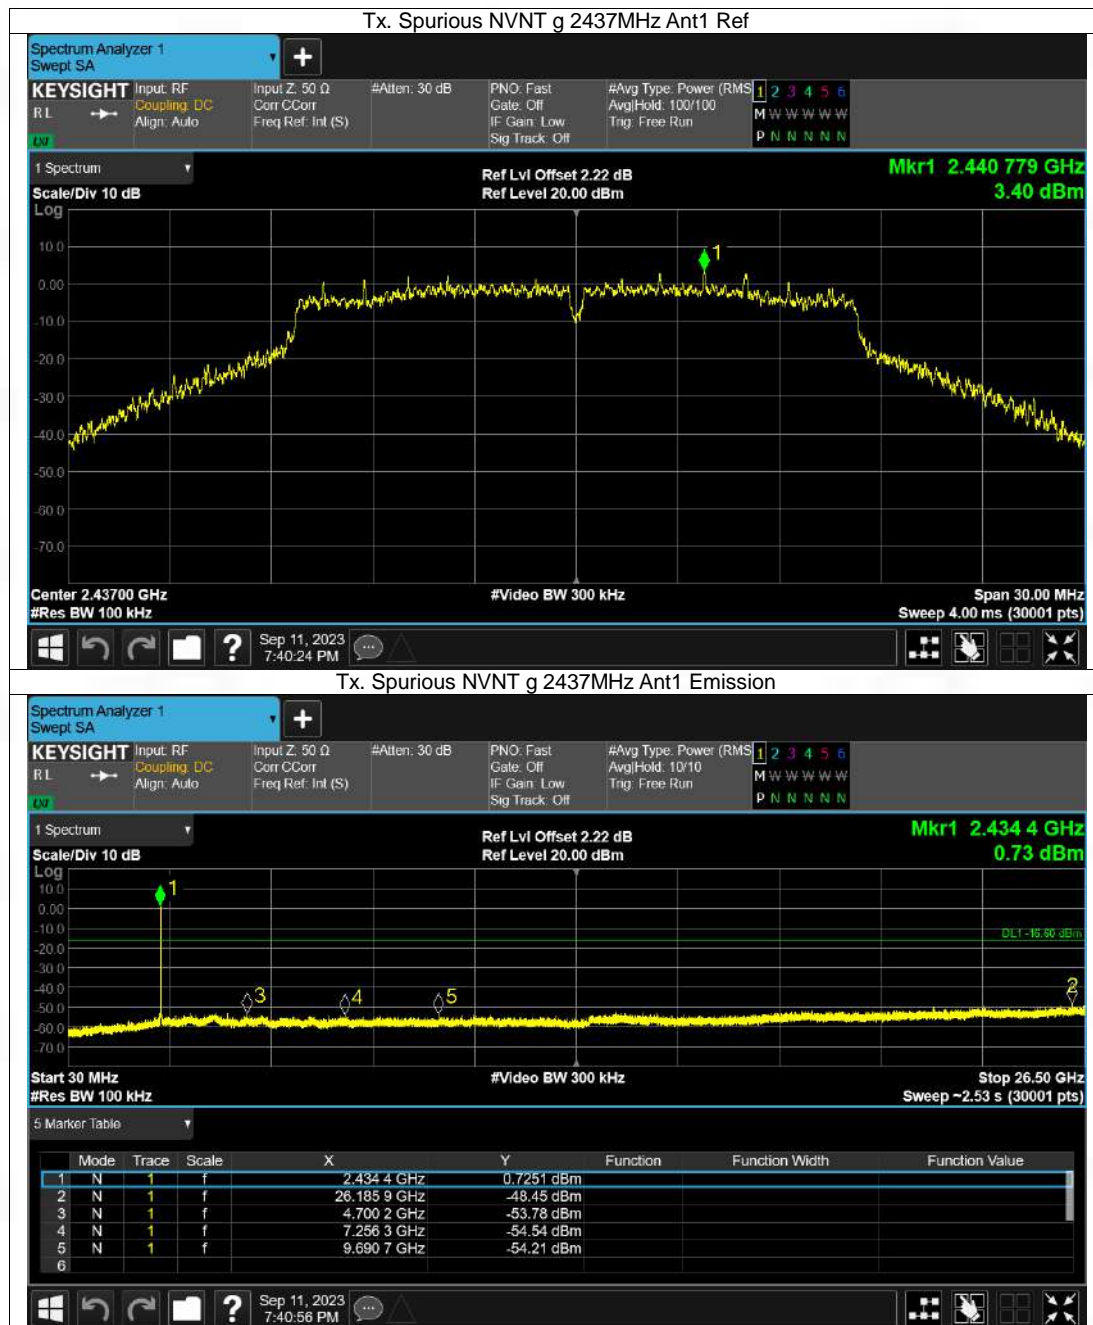 Tx. Spurious NVNT g 2437MHz Ant1 Ref
Spectrum Analyzer 1
Swept SA
KEYSIGHT Input: RF Input Z: 50 Ω #Atten: 30 dB PNO: Fast #Avg Type: Power (RMS 1 2 3 4 5 6
R L Coupling: DC Corr CCorr Gate: Off Avg|Hold: 100/100 M W W W W W
Align: Auto Freq Ref: Int (S) IF Gain: Low Trig: Free Run
LXI Sig Track: Off P N N N N N
1 Spectrum Ref Lvl Offset 2.22 dB Mkr1 2.440 779 GHz
Scale/Div 10 dB Ref Level 20.00 dBm 3.40 dBm
Log
10.0
1
0.00
-10.0
-20.0
-30.0
-40.0
-50.0
-60.0
-70.0
Center 2.43700 GHz #Video BW 300 kHz Span 30.00 MHz
#Res BW 100 kHz Sweep 4.00 ms (30001 pts)
Sep 11, 2023
7:40:24 PM
Tx. Spurious NVNT g 2437MHz Ant1 Emission
Spectrum Analyzer 1
Swept SA
KEYSIGHT Input: RF Input Z: 50 Ω #Atten: 30 dB PNO: Fast #Avg Type: Power (RMS 1 2 3 4 5 6
R L Coupling: DC Corr CCorr Gate: Off Avg|Hold: 10/10 M W W W W W
Align: Auto Freq Ref: Int (S) IF Gain: Low Trig: Free Run
LXI Sig Track: Off P N N N N N
1 Spectrum Ref Lvl Offset 2.22 dB Mkr1 2.434 4 GHz
Scale/Div 10 dB Ref Level 20.00 dBm 0.73 dBm
Log
10.0 1
0.00
-10.0 DL1 -16.60 dBm
-20.0
-30.0
-40.0 3 4 5 2
-50.0
-60.0
-70.0
Start 30 MHz #Video BW 300 kHz Stop 26.50 GHz
#Res BW 100 kHz Sweep ~2.53 s (30001 pts)
5 Marker Table
Mode Trace Scale X Y Function Function Width Function Value
1 N 1 f 2.434 4 GHz 0.7251 dBm
2 N 1 f 26.185 9 GHz -48.45 dBm
3 N 1 f 4.700 2 GHz -53.78 dBm
4 N 1 f 7.256 3 GHz -54.54 dBm
5 N 1 f 9.690 7 GHz -54.21 dBm
6
Sep 11, 2023
7:40:56 PM